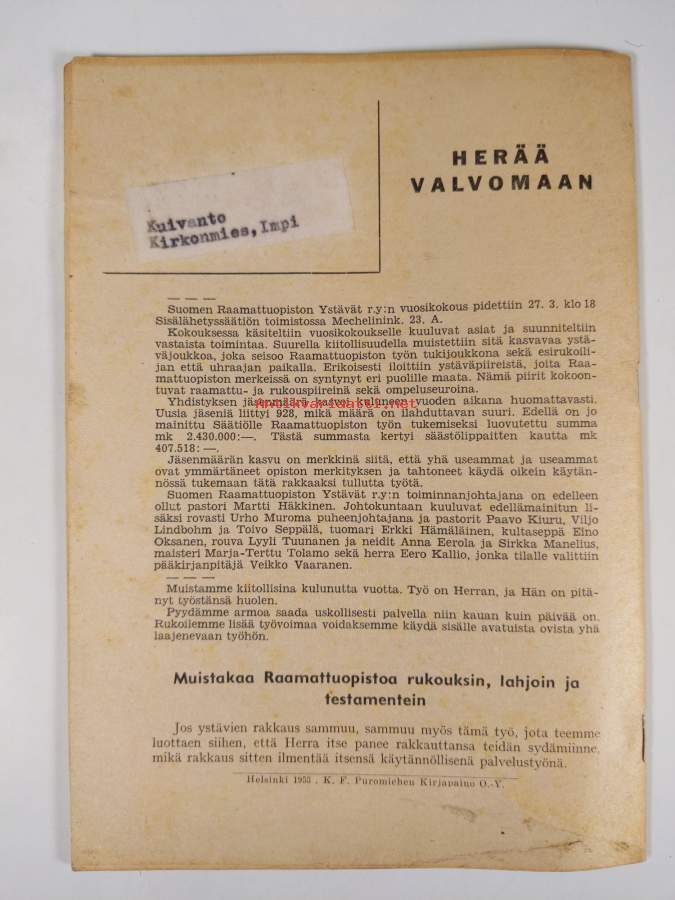 HERÄÄ
VALVOMAAN
Kuivanto
Kirkonmies, Impi
— — —
Suomen Raamattuopiston Ystävät r.y:n vuosikokous pidettiin 27. 3. klo 18
Sisälähetyssäätiön toimistossa Mechelinink. 23, A.
Kokouksessa käsiteltiin vuosikokoukselle kuuluvat asiat ja suunniteltiin
vastaista toimintaa. Suurella kiitollisuudella muistettiin sitä kasvavaa ystä-
väjoukkoa, joka seisoo Raamattuopiston työn tukijoukkona sekä esirukoili-
jan että uhraajan paikalla. Erikoisesti iloittiin ystäväpiireistä, joita Raa-
mattuopiston merkeissä on syntynyt eri puolille maata. Nämä piirit kokoon-
tuvat raamattu- ja rukouspiireinä sekä ompeluseuroina.
Yhdistyksen jäsenmäärä kasvoi kuluneen vuoden aikana huomattavasti.
Antikvariaatti.net
Uusia jäseniä liittyi 928, mikä määrä on ilahduttavan suuri. Edellä on jo
mainittu Säätiölle Raamattuopiston työn tukemiseksi luovutettu summa
mk 2.430.000:—. Tästä summasta kertyi säästölippaitten kautta mk
407.518: —.
Jäsenmäärän kasvu on merkkinä siitä, että yhä useammat ja useammat
ovat ymmärtäneet opiston merkityksen ja tahtoneet käydä oikein käytän-
nössä tukemaan tätä rakkaaksi tullutta työtä.
Suomen Raamattuopiston Ystävät r.y:n toiminnanjohtajana on edelleen
ollut pastori Martti Häkkinen. Johtokuntaan kuuluvat edellämainitun li-
säksi rovasti Urho Muroma puheenjohtajana ja pastorit Paavo Kiuru, Viljo
Lindbohm ja Toivo Seppälä, tuomari Erkki Hämäläinen, kultaseppä Eino
Oksanen, rouva Lyyli Tuunanen ja neidit Anna Eerola ja Sirkka Manelius,
maisteri Marja-Terttu Tolamo sekä herra Eero Kallio, jonka tilalle valittiin
pääkirjanpitäjä Veikko Vaaranen.
— — —
Muistamme kiitollisina kulunutta vuotta. Työ on Herran, ja Hän on pitä-
nyt työstänsä huolen.
Pyydämme armoa saada uskollisesti palvella niin kauan kuin päivää on.
Rukoilemme lisää työvoimaa voidaksemme käydä sisälle avatuista ovista yhä
laajenevaan työhön.
Muistakaa Raamattuopistoa rukouksin, lahjoin ja
testamentein
Jos ystävien rakkaus sammuu, sammuu myös tämä työ, jota teemme
luottaen siihen, että Herra itse panee rakkauttansa teidän sydämiinne,
mikä rakkaus sitten ilmentää itsensä käytännöllisenä palvelustyönä.
Helsinki 1953 . K. F. Puromiehen Kirjapaino O.-Y.